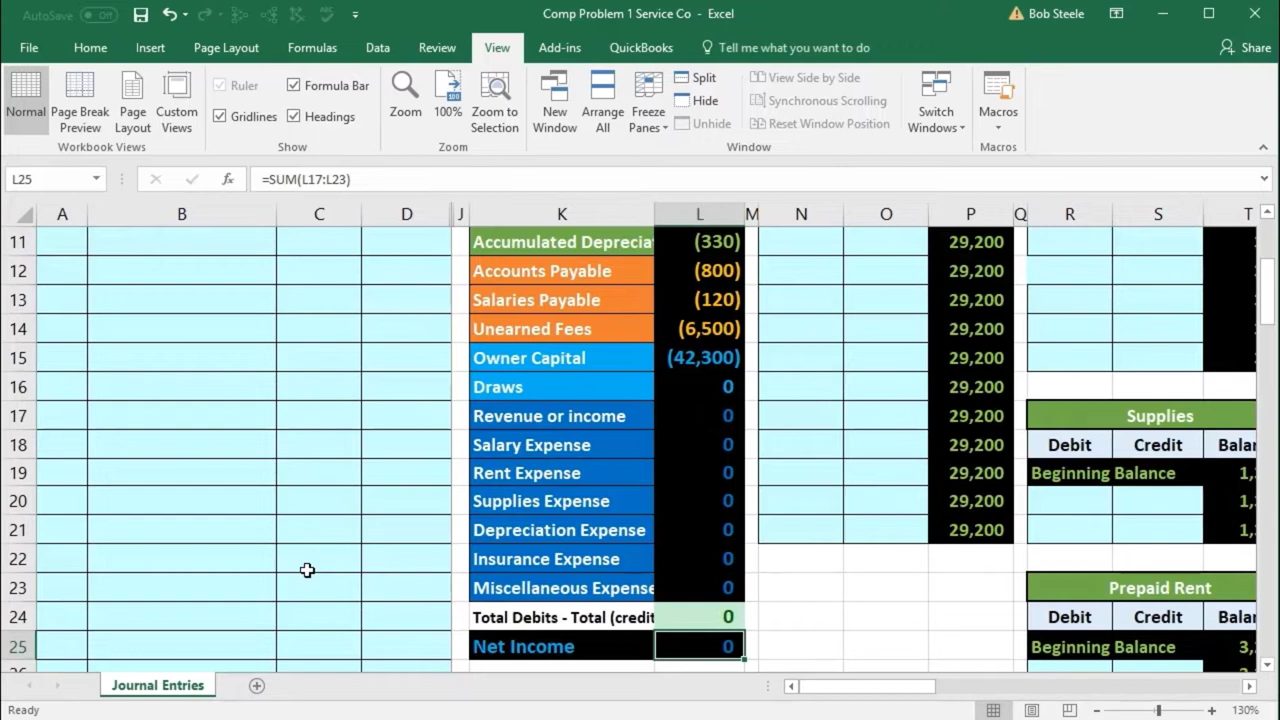 AutoSave Off Comp Problem 1 Service Co - Excel Bob Steele
File Home Insert Page Layout Formulas Data Review View Add-ins QuickBooks Tell me what you want to do Share
Normal Page Break Preview Page Layout Custom Views
Workbook Views
Ruler Formula Bar
Gridlines Headings
Show
Zoom 100% Zoom to Selection
Zoom
New Window Arrange All Freeze Panes
Split
Hide
Unhide
View Side by Side
Synchronous Scrolling
Reset Window Position
Switch Windows
Window
Macros
Macros
L25 fx =SUM(L17:L23)
A B C D J K L M N O P Q R S T
11 Accumulated Deprecia (330) 29,200
12 Accounts Payable (800) 29,200
13 Salaries Payable (120) 29,200
14 Unearned Fees (6,500) 29,200
15 Owner Capital (42,300) 29,200
16 Draws 0 29,200
17 Revenue or income 0 29,200 Supplies
18 Salary Expense 0 29,200 Debit Credit Balar
19 Rent Expense 0 29,200 Beginning Balance 1,
20 Supplies Expense 0 29,200 1,
21 Depreciation Expense 0 29,200 1,
22 Insurance Expense 0
23 Miscellaneous Expense 0 Prepaid Rent
24 Total Debits - Total (credit 0 Debit Credit Balar
25 Net Income 0 Beginning Balance 3,
Journal Entries
Ready 130%